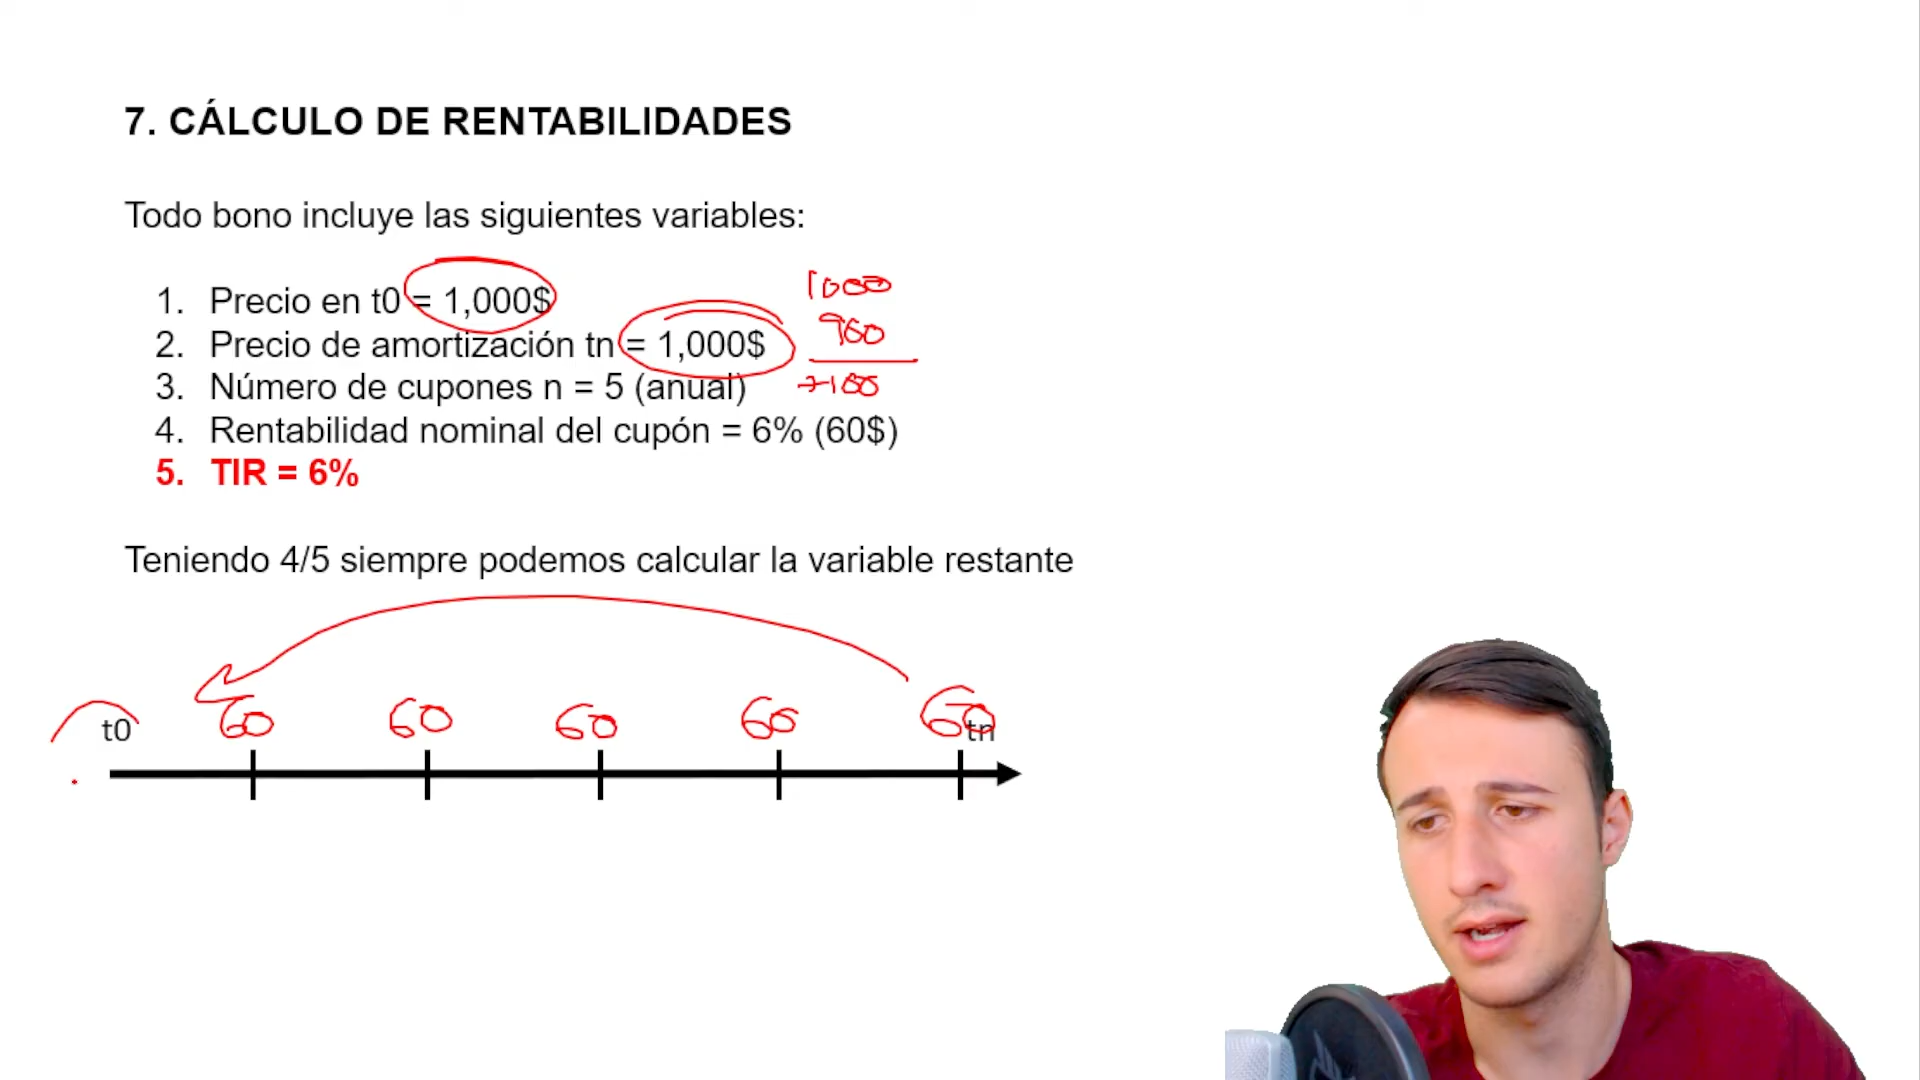 7. CÁLCULO DE RENTABILIDADES
Todo bono incluye las siguientes variables:
1. Precio en t0 = 1,000$
2. Precio de amortización tn = 1,000$
3. Número de cupones n = 5 (anual)
4. Rentabilidad nominal del cupón = 6% (60$)
5. TIR = 6%
1000
900
+100
Teniendo 4/5 siempre podemos calcular la variable restante
t0 60 60 60 60 60 tn